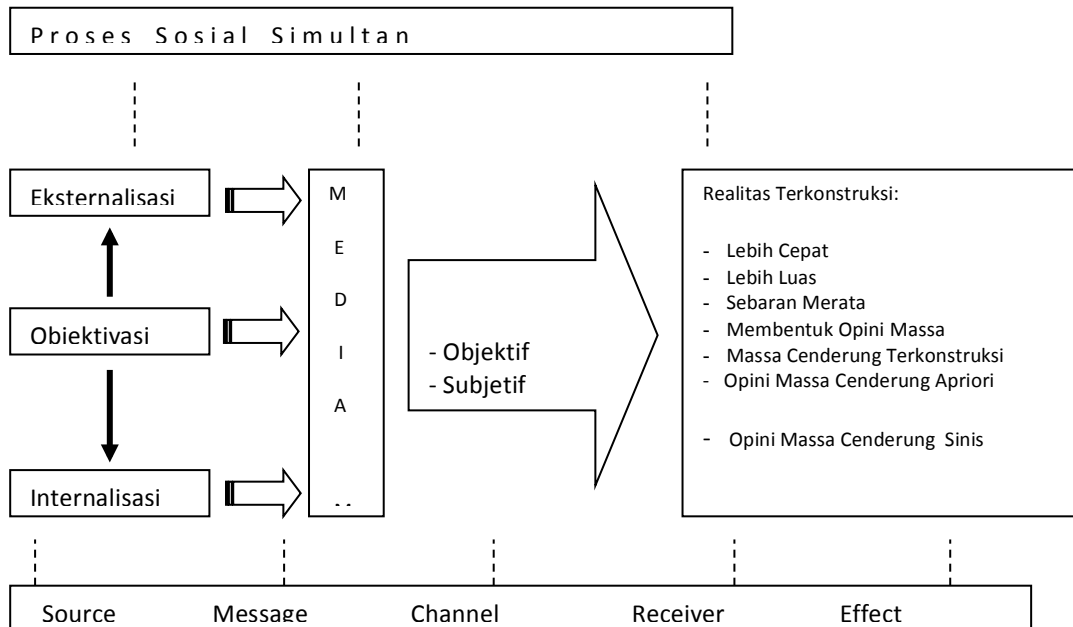 Proses Sosial Simultan
Eksternalisasi
Obiektivasi
Internalisasi
M
E
D
I
A
- Objektif
- Subjetif
Realitas Terkonstruksi:
- Lebih Cepat
- Lebih Luas
- Sebaran Merata
- Membentuk Opini Massa
- Massa Cenderung Terkonstruksi
- Opini Massa Cenderung Apriori
- Opini Massa Cenderung Sinis
Source Message Channel Receiver Effect